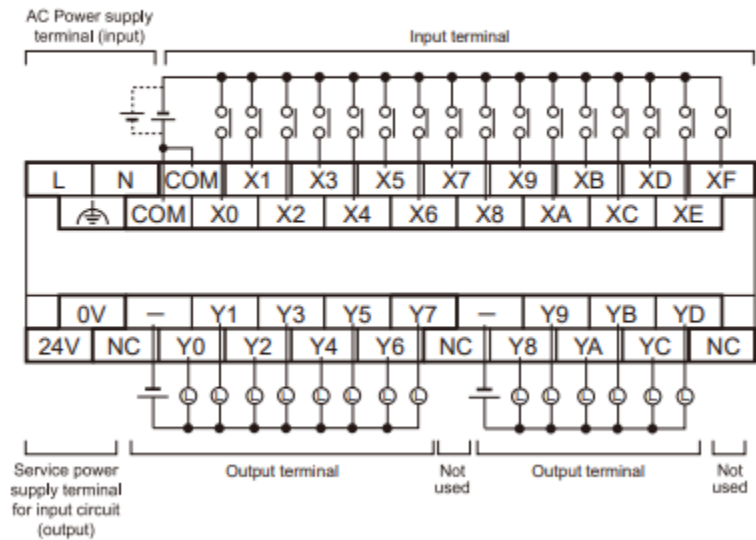 AC Power supply
terminal (input)
Input terminal
L N COM X1 X3 X5 X7 X9 XB XD XF
COM X0 X2 X4 X6 X8 XA XC XE
0V – Y1 Y3 Y5 Y7 – Y9 YB YD
24V NC Y0 Y2 Y4 Y6 NC Y8 YA YC NC
L L L L L L L L L L L L L L
Service power
supply terminal
for input circuit
(output)
Output terminal
Not
used
Output terminal
Not
used